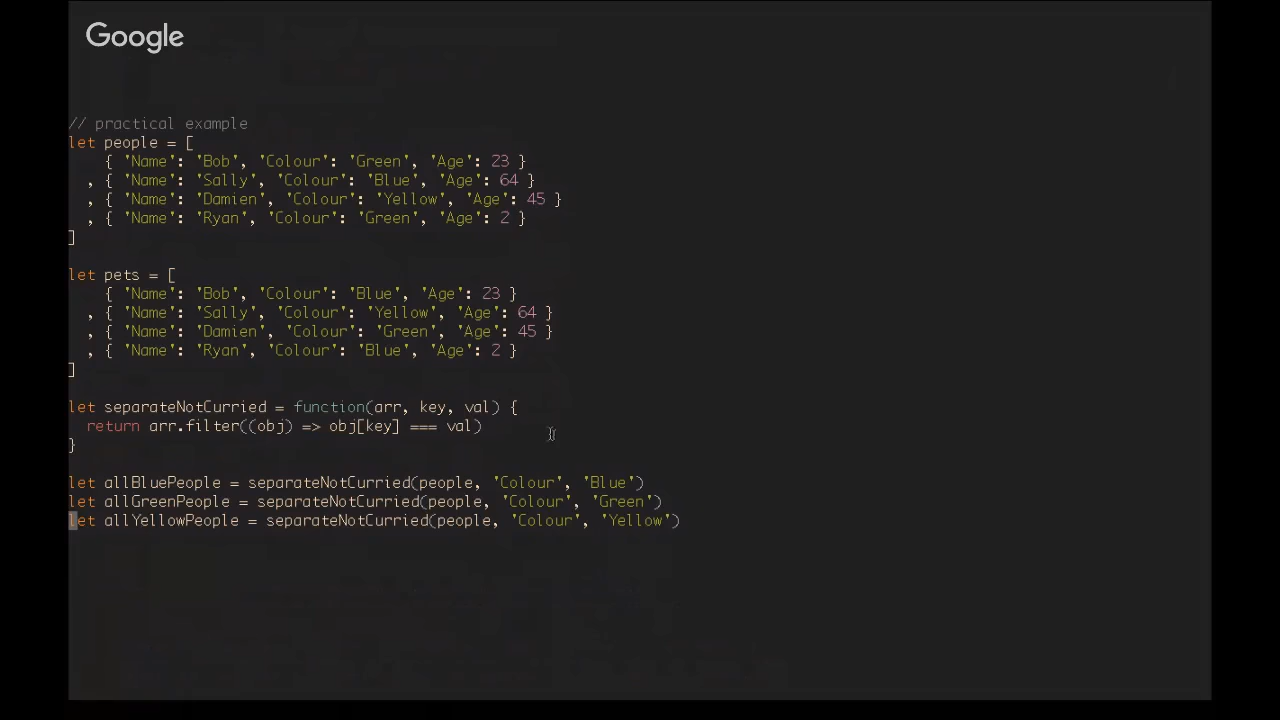 Google
// practical example
let people = [
    { 'Name': 'Bob', 'Colour': 'Green', 'Age': 23 }
  , { 'Name': 'Sally', 'Colour': 'Blue', 'Age': 64 }
  , { 'Name': 'Damien', 'Colour': 'Yellow', 'Age': 45 }
  , { 'Name': 'Ryan', 'Colour': 'Green', 'Age': 2 }
]
let pets = [
    { 'Name': 'Bob', 'Colour': 'Blue', 'Age': 23 }
  , { 'Name': 'Sally', 'Colour': 'Yellow', 'Age': 64 }
  , { 'Name': 'Damien', 'Colour': 'Green', 'Age': 45 }
  , { 'Name': 'Ryan', 'Colour': 'Blue', 'Age': 2 }
]
let separateNotCurried = function(arr, key, val) {
  return arr.filter((obj) => obj[key] === val)
}
let allBluePeople = separateNotCurried(people, 'Colour', 'Blue')
let allGreenPeople = separateNotCurried(people, 'Colour', 'Green')
let allYellowPeople = separateNotCurried(people, 'Colour', 'Yellow')